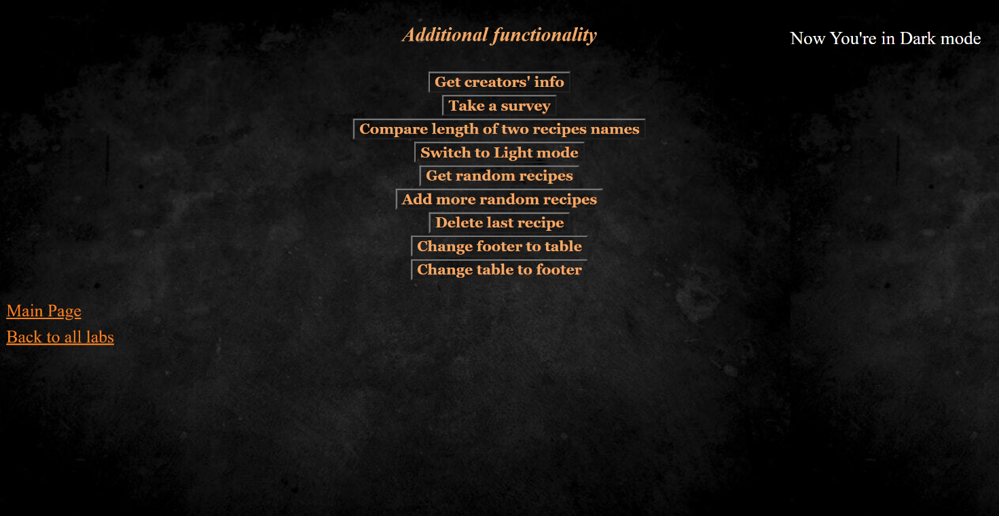 Additional functionality
Now You're in Dark mode
Get creators' info
Take a survey
Compare length of two recipes names
Switch to Light mode
Get random recipes
Add more random recipes
Delete last recipe
Change footer to table
Change table to footer
Main Page
Back to all labs